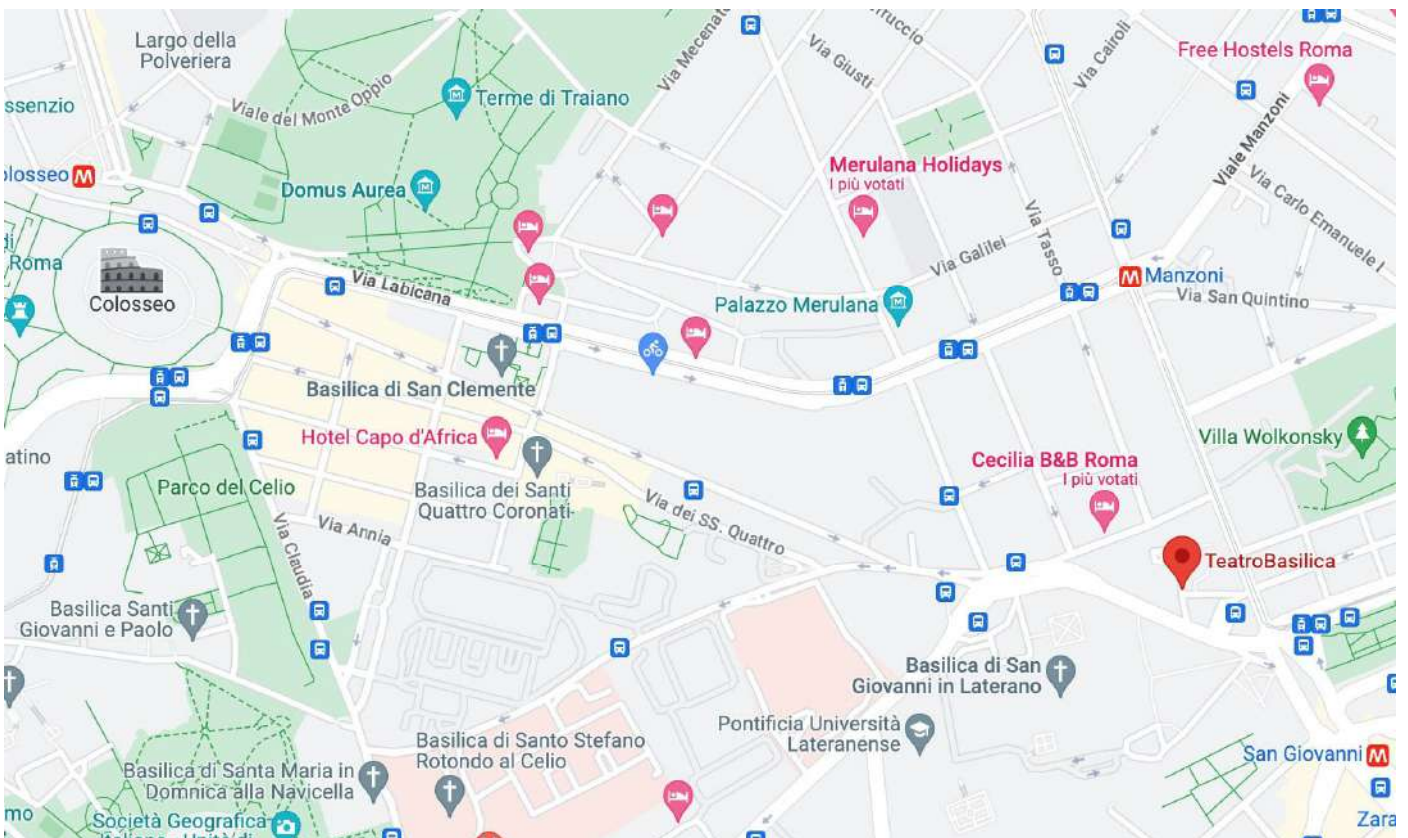 Largo della
Polveriera
ssenzio
Viale del Monte Oppio
Terme di Traiano
Via Mecenate
Via Giusti
Via Cairoli
Free Hostels Roma
Viale Manzoni
Merulana Holidays
I più votati
Via Carlo Emanuele I
olosseo
M
Domus Aurea
Via Tasso
Via Galilei
di
Roma
Colosseo
Via Labicana
Palazzo Merulana
M
Manzoni
Via San Quintino
Basilica di San Clemente
Hotel Capo d'Africa
Villa Wolkonsky
atino
Parco del Celio
Basilica dei Santi
Quattro Coronati
Cecilia B&B Roma
I più votati
Via Annia
Via dei SS. Quattro
Via Claudia
TeatroBasilica
Basilica Santi
Giovanni e Paolo
Basilica di San
Giovanni in Laterano
Pontificia Università
Lateranense
Basilica di Santo Stefano
Rotondo al Celio
San Giovanni
M
Basilica di Santa Maria in
Domnica alla Navicella
Società Geografica
mo
Zara